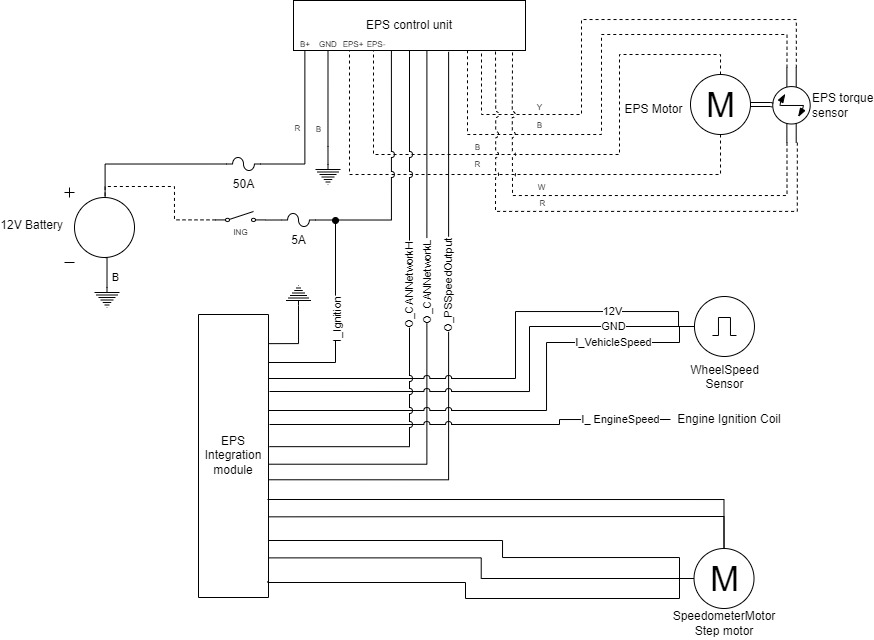 EPS control unit
B+ GND EPS+ EPS-
Y
B
EPS Motor
M
EPS torque
sensor
R
B
B
R
50A
W
R
+
12V Battery
−
ING
5A
B
I_Ignition
O_CANNetworkH
O_CANNetworkL
O_PSSpeedOutput
12V
GND
I_VehicleSpeed
WheelSpeed
Sensor
I_ EngineSpeed
Engine Ignition Coil
EPS
Integration
module
M
SpeedometerMotor
Step motor